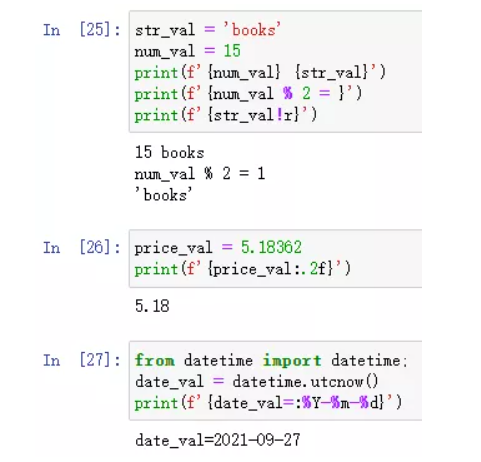 In [25]: str_val = 'books'
num_val = 15
print(f'{num_val} {str_val}')
print(f'{num_val % 2 = }')
print(f'{str_val!r}')
15 books
num_val % 2 = 1
'books'
In [26]: price_val = 5.18362
print(f'{price_val:.2f}')
5.18
In [27]: from datetime import datetime;
date_val = datetime.utcnow()
print(f'{date_val=:%Y-%m-%d}')
date_val=2021-09-27